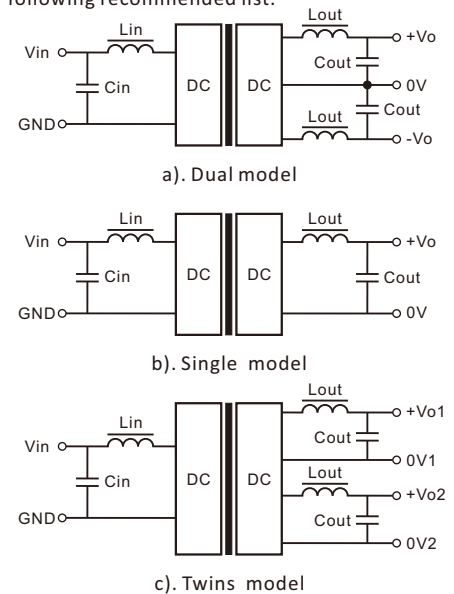 following recommended list.
Lin Lout
Vin +Vo
Cout
Cin DC DC 0V
Cout
Lout
GND -Vo
a). Dual model
Lin Lout
Vin +Vo
Cin DC DC Cout
GND 0V
b). Single model
Lout
+Vo1
Lin
Cout
Vin 0V1
Lout
Cin DC DC
+Vo2
Cout
GND
0V2
c). Twins model